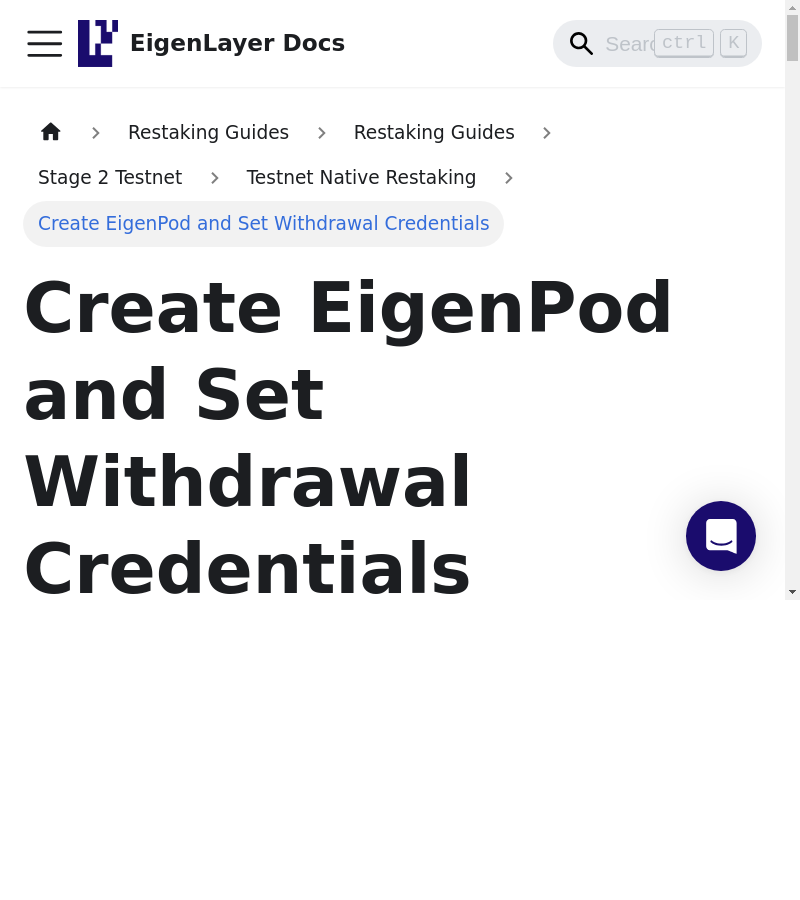 EigenLayer Docs
ctrl K
Restaking Guides
Restaking Guides
Stage 2 Testnet
Testnet Native Restaking
Create EigenPod and Set Withdrawal Credentials
Create EigenPod
and Set
Withdrawal
Credentials